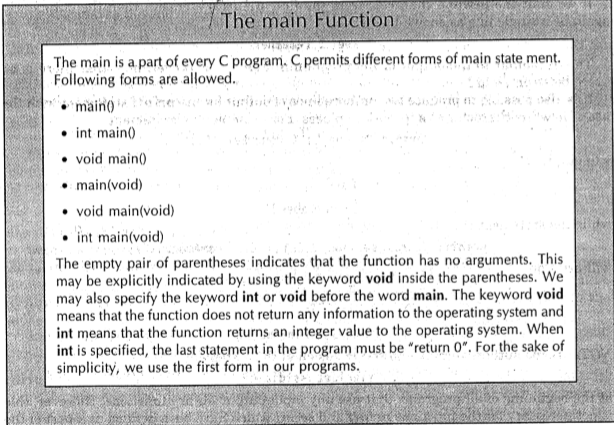 The main Function
The main is a part of every C program. C permits different forms of main state ment.
Following forms are allowed.
• main()
• int main()
• void main()
• main(void)
• void main(void)
• int main(void)
The empty pair of parentheses indicates that the function has no arguments. This
may be explicitly indicated by using the keyword void inside the parentheses. We
may also specify the keyword int or void before the word main. The keyword void
means that the function does not return any information to the operating system and
int means that the function returns an integer value to the operating system. When
int is specified, the last statement in the program must be "return 0". For the sake of
simplicity, we use the first form in our programs.